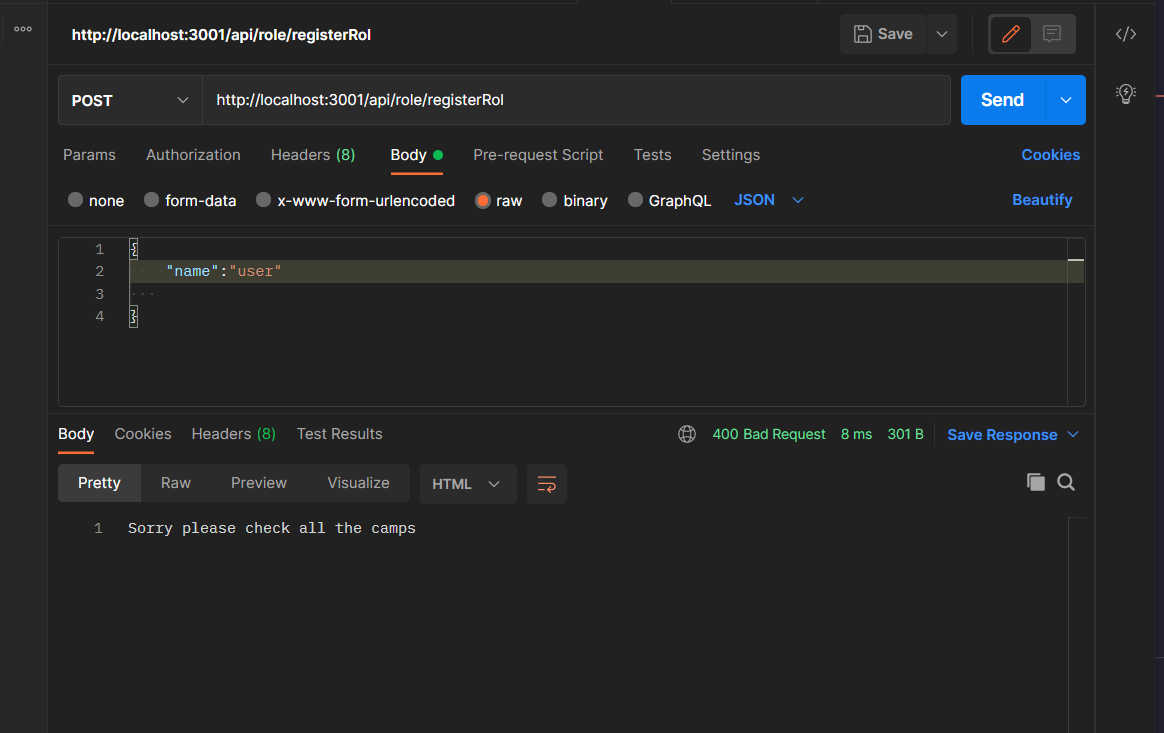 http://localhost:3001/api/role/registerRol
Save
POST
http://localhost:3001/api/role/registerRol
Send
Params Authorization Headers (8) Body Pre-request Script Tests Settings Cookies
none form-data x-www-form-urlencoded raw binary GraphQL JSON Beautify
1 {
2 "name":"user"
3
4 }
Body Cookies Headers (8) Test Results 400 Bad Request 8 ms 301 B Save Response
Pretty Raw Preview Visualize HTML
1 Sorry please check all the camps